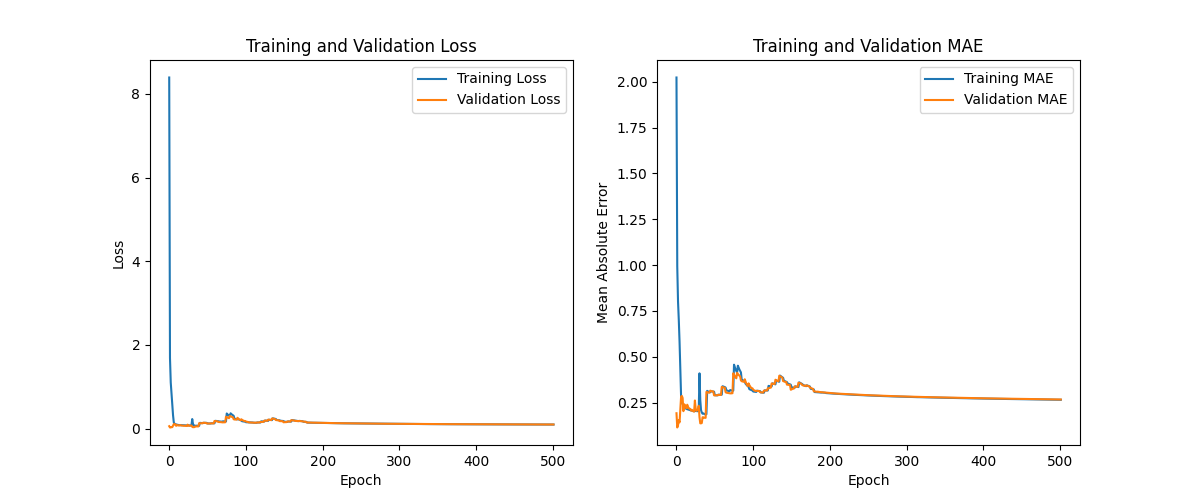 Training and Validation Loss
Training Loss
Validation Loss
8
6
4
2
0
Loss
0 100 200 300 400 500
Epoch
Training and Validation MAE
Training MAE
Validation MAE
2.00
1.75
1.50
1.25
1.00
0.75
0.50
0.25
Mean Absolute Error
0 100 200 300 400 500
Epoch